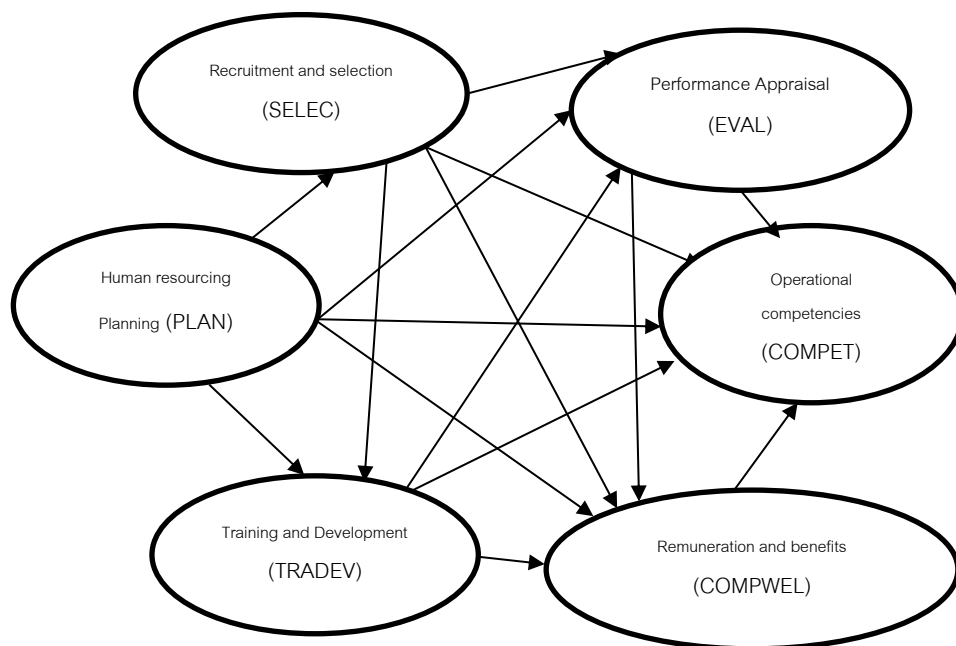 Recruitment and selection
(SELEC)
Performance Appraisal
(EVAL)
Human resourcing
Planning (PLAN)
Operational
competencies
(COMPET)
Training and Development
(TRADEV)
Remuneration and benefits
(COMPWEL)